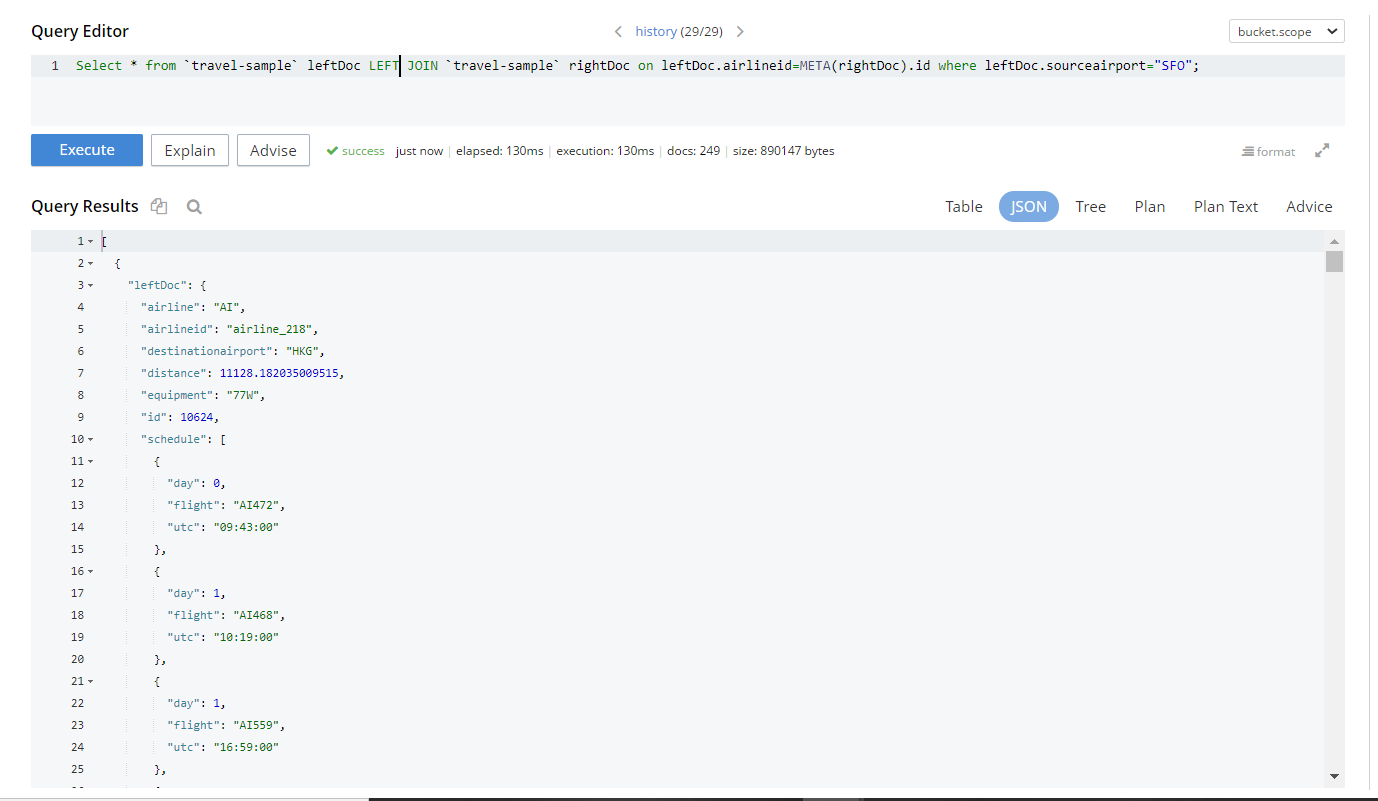 Query Editor
history (29/29)
bucket.scope
1 Select * from `travel-sample` leftDoc LEFT JOIN `travel-sample` rightDoc on leftDoc.airlineid=META(rightDoc).id where leftDoc.sourceairport="SFO";
Execute Explain Advise success just now | elapsed: 130ms | execution: 130ms | docs: 249 | size: 890147 bytes format
Query Results Table JSON Tree Plan Plan Text Advice
1 [
2 {
3 "leftDoc": {
4 "airline": "AI",
5 "airlineid": "airline_218",
6 "destinationairport": "HKG",
7 "distance": 11128.182035009515,
8 "equipment": "77W",
9 "id": 10624,
10 "schedule": [
11 {
12 "day": 0,
13 "flight": "AI472",
14 "utc": "09:43:00"
15 },
16 {
17 "day": 1,
18 "flight": "AI468",
19 "utc": "10:19:00"
20 },
21 {
22 "day": 1,
23 "flight": "AI559",
24 "utc": "16:59:00"
25 },